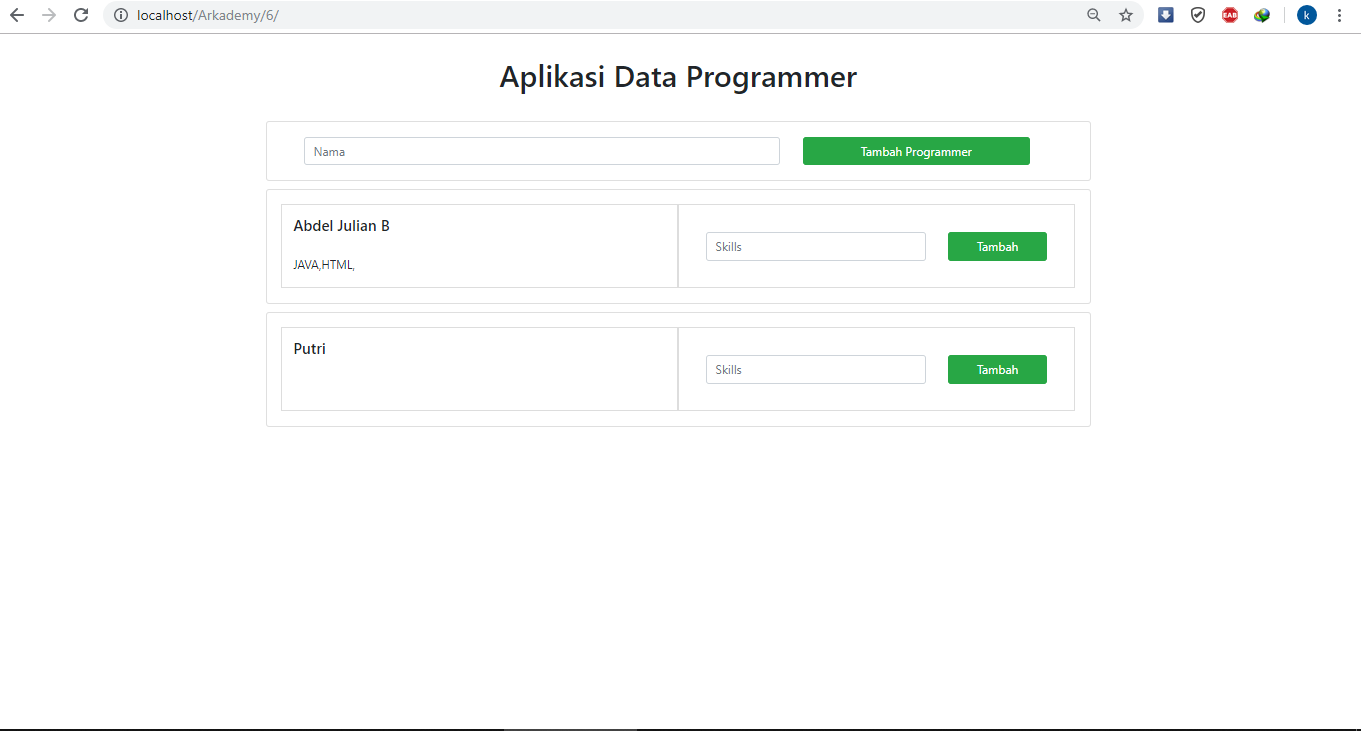 localhost/Arkademy/6/
EAB
k
Aplikasi Data Programmer
Nama
Tambah Programmer
Abdel Julian B
Skills
Tambah
JAVA,HTML,
Putri
Skills
Tambah